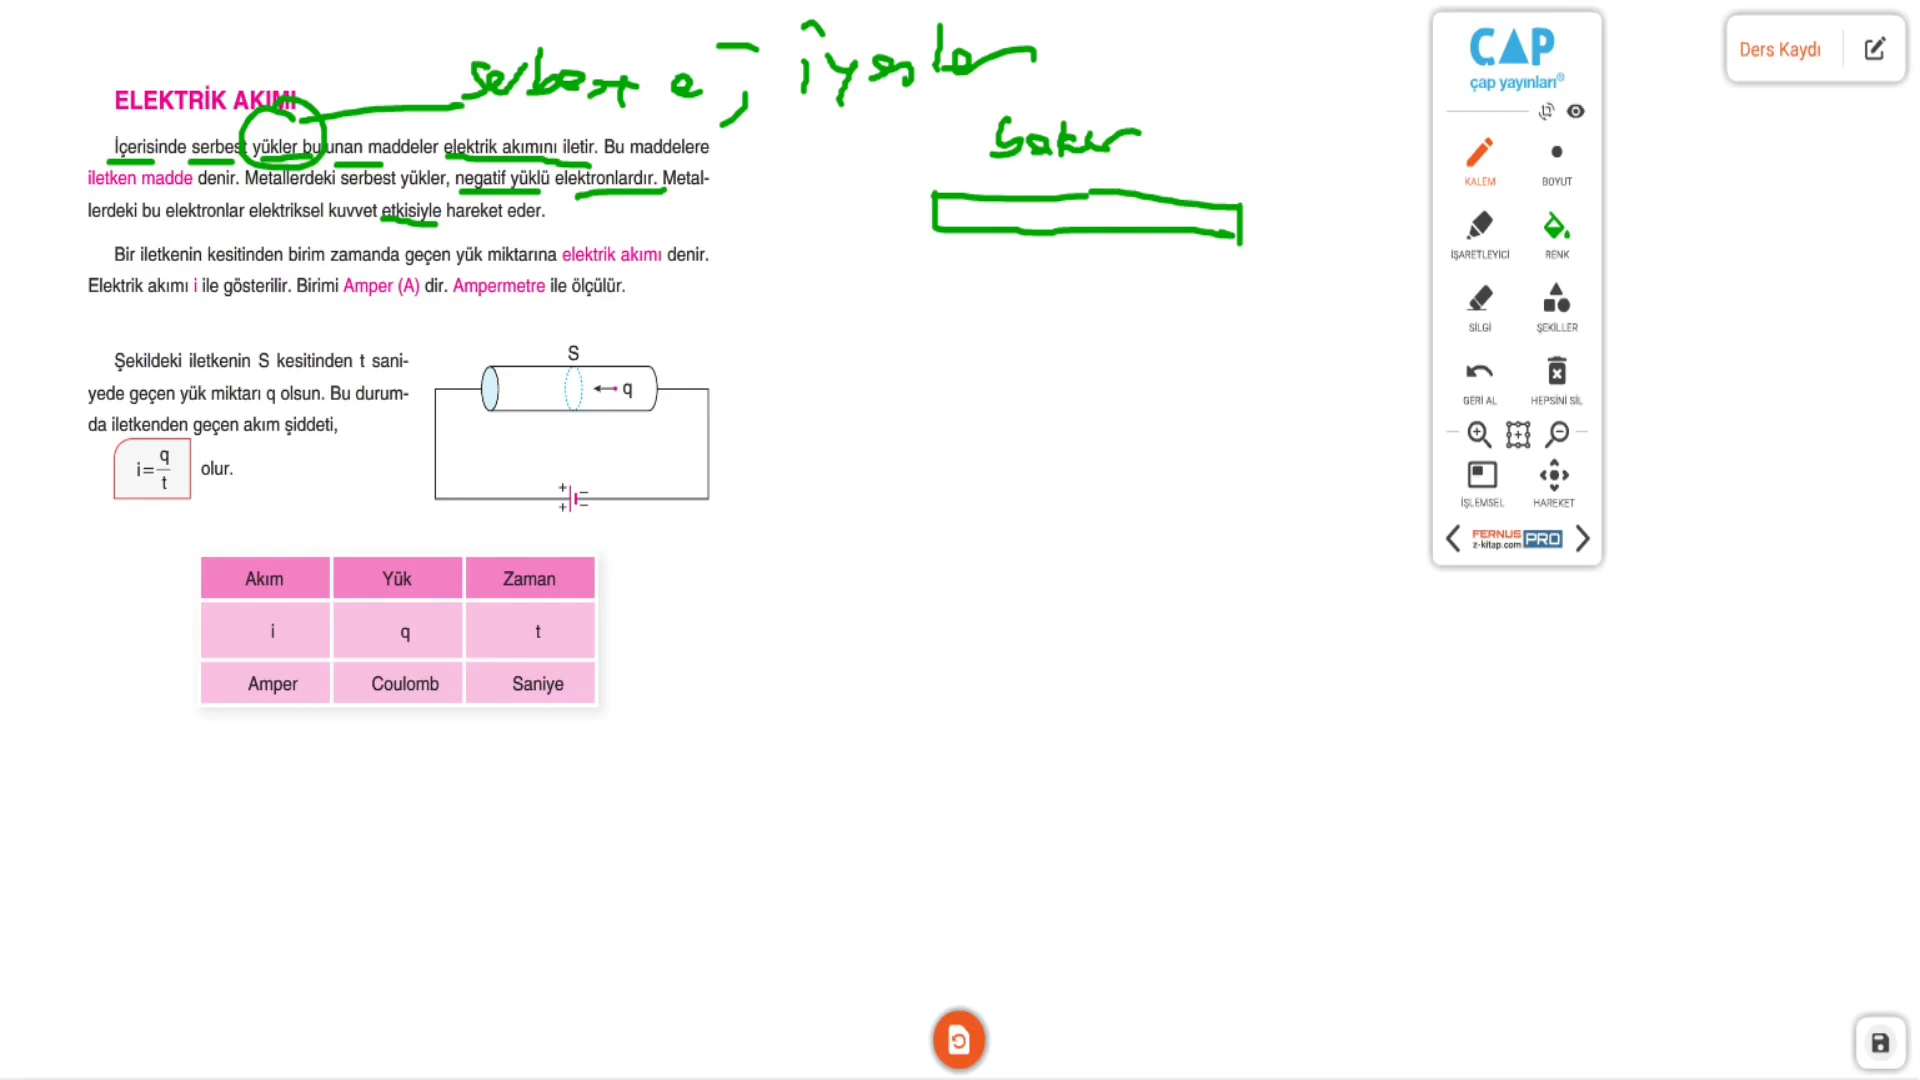 serbest e⁻, iyonlar
bakır
ELEKTRİK AKIMI
İçerisinde serbest yükler bulunan maddeler elektrik akımını iletir. Bu maddelere
iletken madde denir. Metallerdeki serbest yükler, negatif yüklü elektronlardır. Metal-
lerdeki bu elektronlar elektriksel kuvvet etkisiyle hareket eder.
Bir iletkenin kesitinden birim zamanda geçen yük miktarına elektrik akımı denir.
Elektrik akımı i ile gösterilir. Birimi Amper (A) dir. Ampermetre ile ölçülür.
Şekildeki iletkenin S kesitinden t sani-
yede geçen yük miktarı q olsun. Bu durum-
da iletkenden geçen akım şiddeti,
i = q/t olur.
S
q
+ −
+ −
Akım Yük Zaman
i q t
Amper Coulomb Saniye
ÇAP
çap yayınları®
KALEM BOYUT
İŞARETLEYİCİ RENK
SİLGİ ŞEKİLLER
GERİ AL HEPSİNİ SİL
İŞLEMSEL HAREKET
FERNUS
z-kitap.com PRO
Ders Kaydı